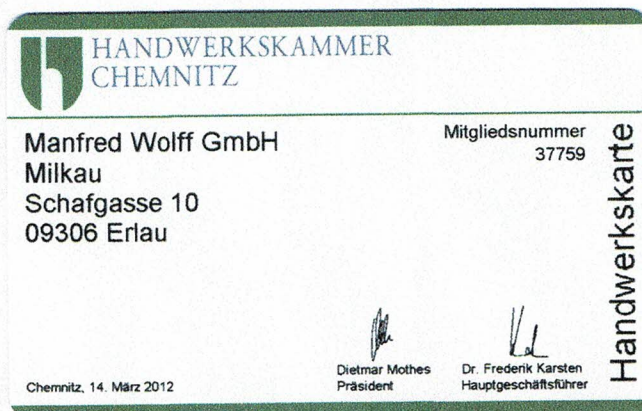 HANDWERKSKAMMER
CHEMNITZ
Manfred Wolff GmbH
Milkau
Schafgasse 10
09306 Erlau
Mitgliedsnummer
37759
Handwerkskarte
Dietmar Mothes
Präsident
Dr. Frederik Karsten
Hauptgeschäftsführer
Chemnitz, 14. März 2012